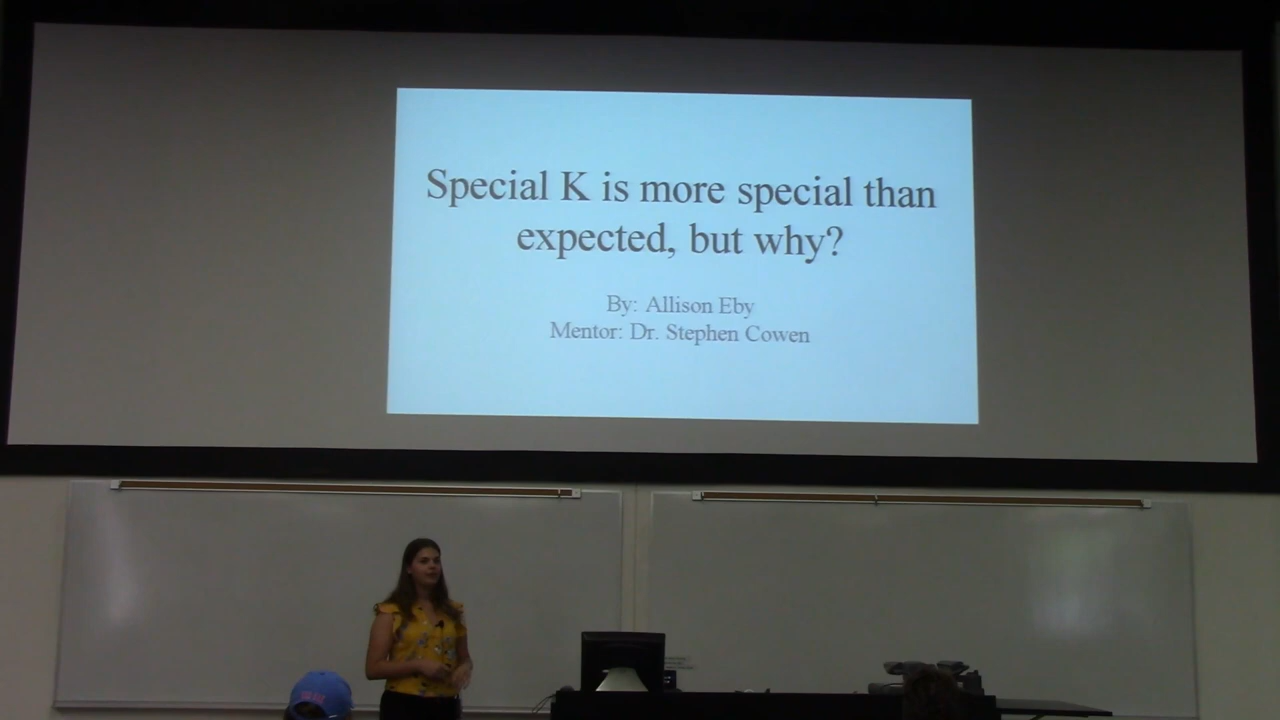 Special K is more special than
expected, but why?
By: Allison Eby
Mentor: Dr. Stephen Cowen